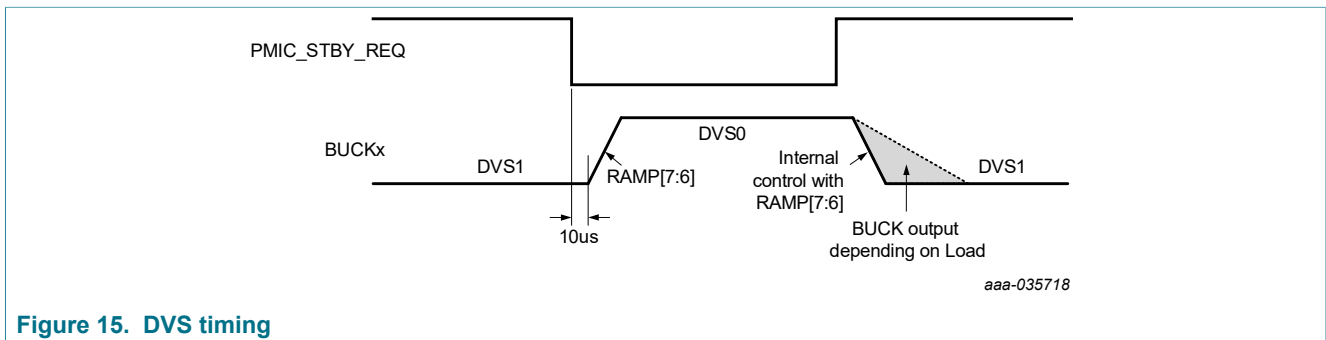 PMIC_STBY_REQ
BUCKx
DVS1
RAMP[7:6]
DVS0
Internal
control with
RAMP[7:6]
DVS1
10us
BUCK output
depending on Load
aaa-035718
Figure 15. DVS timing